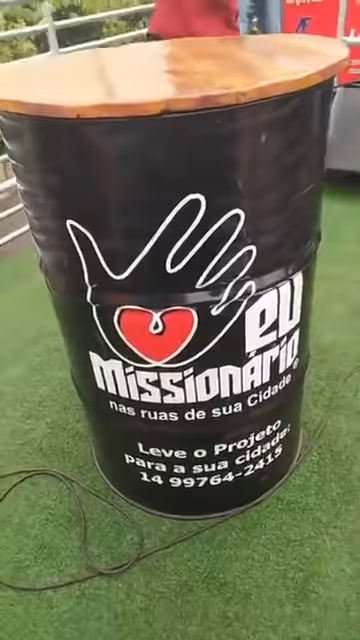 eu
missionário
nas ruas de sua Cidade
Leve o Projeto
para a sua cidade:
14 99764-2415